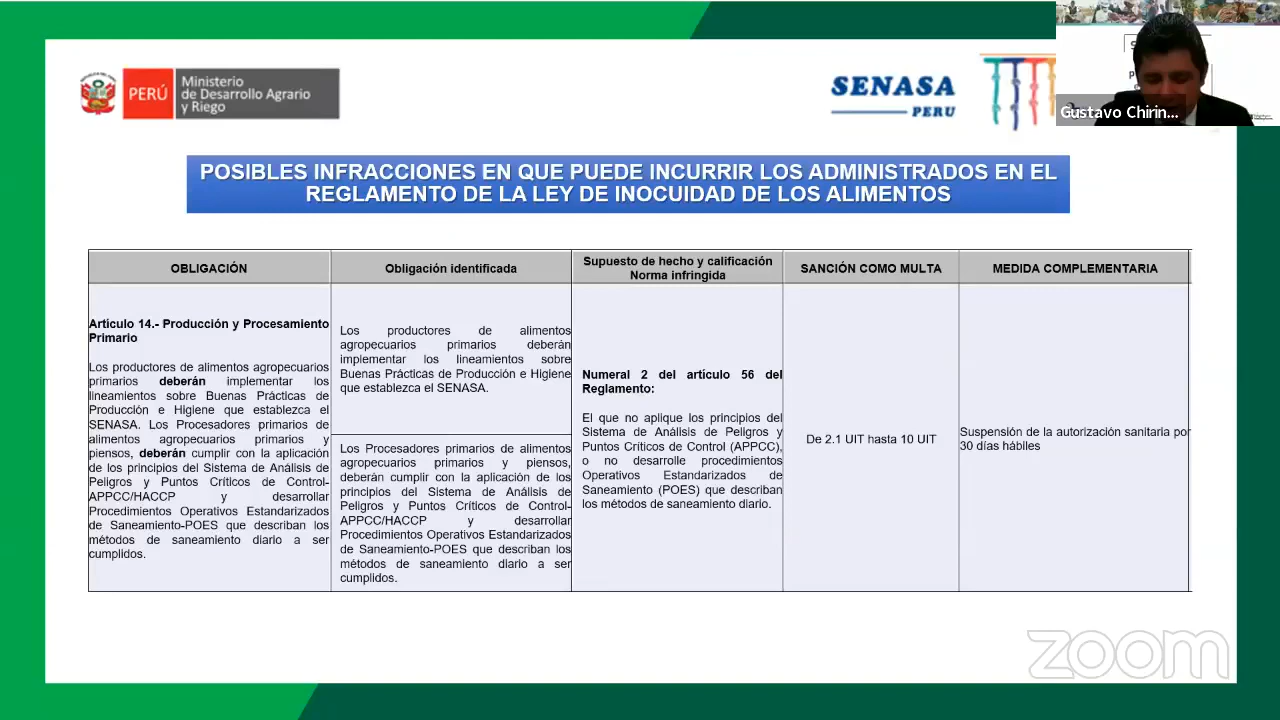 PERÚ
Ministerio
de Desarrollo Agrario
y Riego
SENASA
PERU
Gustavo Chirin...
POSIBLES INFRACCIONES EN QUE PUEDE INCURRIR LOS ADMINISTRADOS EN EL
REGLAMENTO DE LA LEY DE INOCUIDAD DE LOS ALIMENTOS
OBLIGACIÓN
Obligación identificada
Supuesto de hecho y calificación
Norma infringida
SANCIÓN COMO MULTA
MEDIDA COMPLEMENTARIA
Artículo 14.- Producción y Procesamiento
Primario
Los productores de alimentos agropecuarios
primarios deberán implementar los
lineamientos sobre Buenas Prácticas de
Producción e Higiene que establezca el
SENASA. Los Procesadores primarios de
alimentos agropecuarios primarios y
piensos, deberán cumplir con la aplicación
de los principios del Sistema de Análisis de
Peligros y Puntos Críticos de Control-
APPCC/HACCP y desarrollar
Procedimientos Operativos Estandarizados
de Saneamiento-POES que describan los
métodos de saneamiento diario a ser
cumplidos.
Los productores de alimentos
agropecuarios primarios deberán
implementar los lineamientos sobre
Buenas Prácticas de Producción e Higiene
que establezca el SENASA.
Los Procesadores primarios de alimentos
agropecuarios primarios y piensos,
deberán cumplir con la aplicación de los
principios del Sistema de Análisis de
Peligros y Puntos Críticos de Control-
APPCC/HACCP y desarrollar
Procedimientos Operativos Estandarizados
de Saneamiento-POES que describan los
métodos de saneamiento diario a ser
cumplidos.
Numeral 2 del artículo 56 del
Reglamento:
El que no aplique los principios del
Sistema de Análisis de Peligros y
Puntos Críticos de Control (APPCC),
o no desarrolle procedimientos
Operativos Estandarizados de
Saneamiento (POES) que describan
los métodos de saneamiento diario.
De 2.1 UIT hasta 10 UIT
Suspensión de la autorización sanitaria por
30 días hábiles
zoom